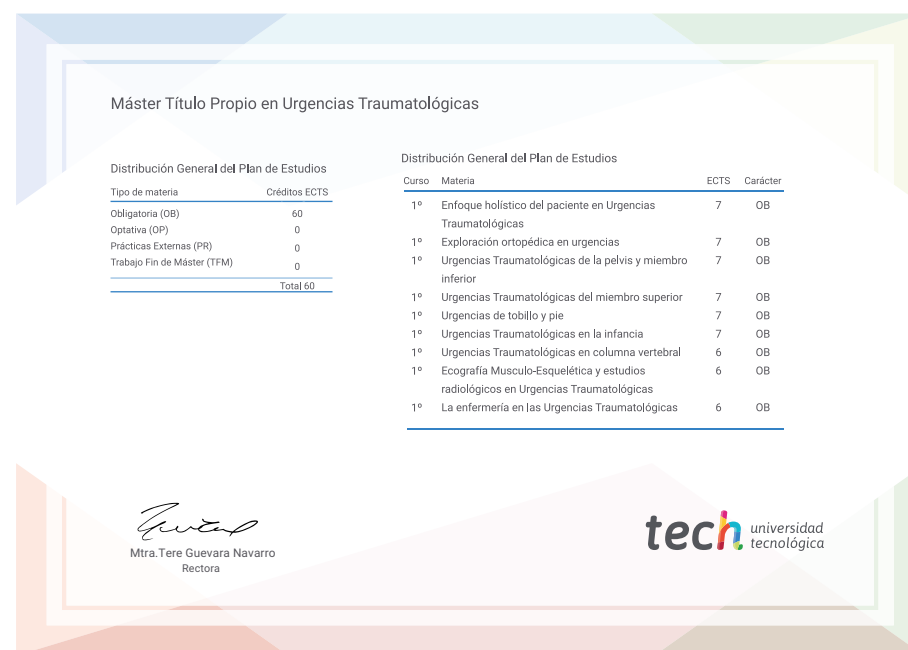 Máster Título Propio en Urgencias Traumatológicas
Distribución General del Plan de Estudios
Tipo de materia Créditos ECTS
Obligatoria (OB) 60
Optativa (OP) 0
Prácticas Externas (PR) 0
Trabajo Fin de Máster (TFM) 0
Total 60
Distribución General del Plan de Estudios
Curso Materia ECTS Carácter
1º Enfoque holístico del paciente en Urgencias 7 OB
Traumatológicas
1º Exploración ortopédica en urgencias 7 OB
1º Urgencias Traumatológicas de la pelvis y miembro 7 OB
inferior
1º Urgencias Traumatológicas del miembro superior 7 OB
1º Urgencias de tobillo y pie 7 OB
1º Urgencias Traumatológicas en la infancia 7 OB
1º Urgencias Traumatológicas en columna vertebral 6 OB
1º Ecografía Musculo-Esquelética y estudios 6 OB
radiológicos en Urgencias Traumatológicas
1º La enfermería en las Urgencias Traumatológicas 6 OB
Mtra.Tere Guevara Navarro
Rectora
tech universidad
tecnológica